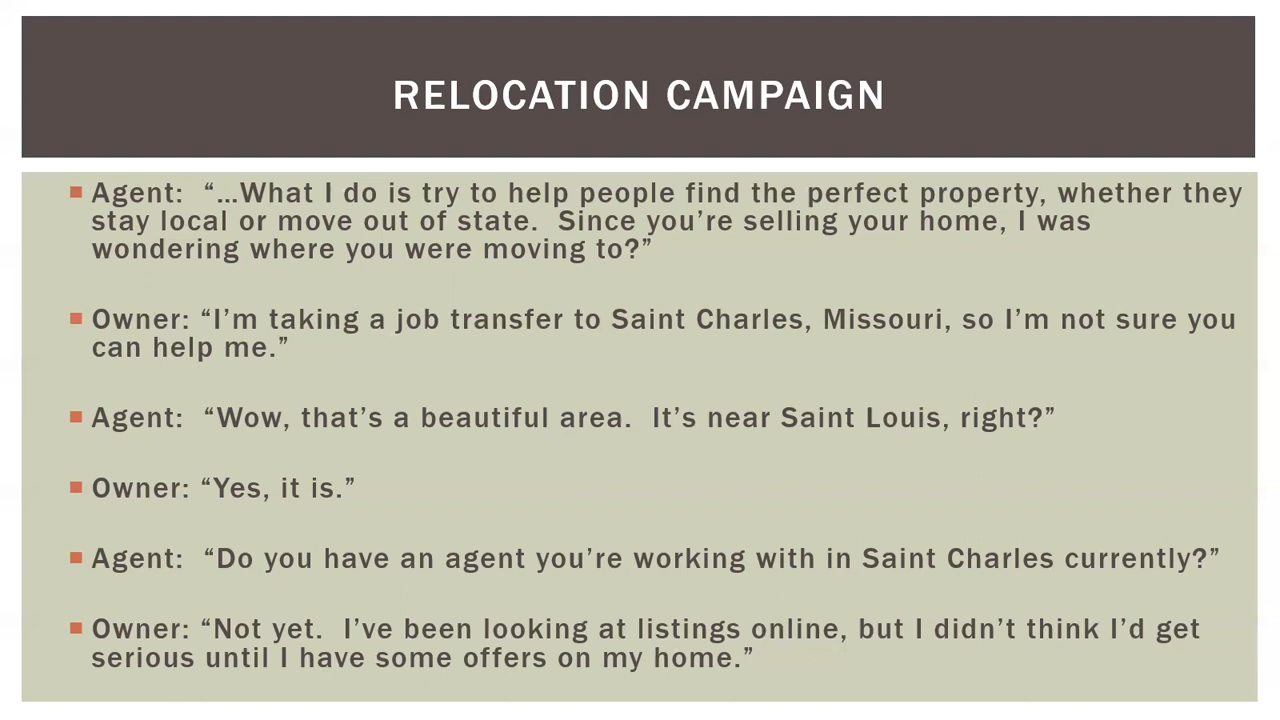 RELOCATION CAMPAIGN
Agent:  “…What I do is try to help people find the perfect property, whether they
stay local or move out of state.  Since you’re selling your home, I was
wondering where you were moving to?”
Owner: “I’m taking a job transfer to Saint Charles, Missouri, so I’m not sure you
can help me.”
Agent:  “Wow, that’s a beautiful area.  It’s near Saint Louis, right?”
Owner: “Yes, it is.”
Agent:  “Do you have an agent you’re working with in Saint Charles currently?”
Owner: “Not yet.  I’ve been looking at listings online, but I didn’t think I’d get
serious until I have some offers on my home.”